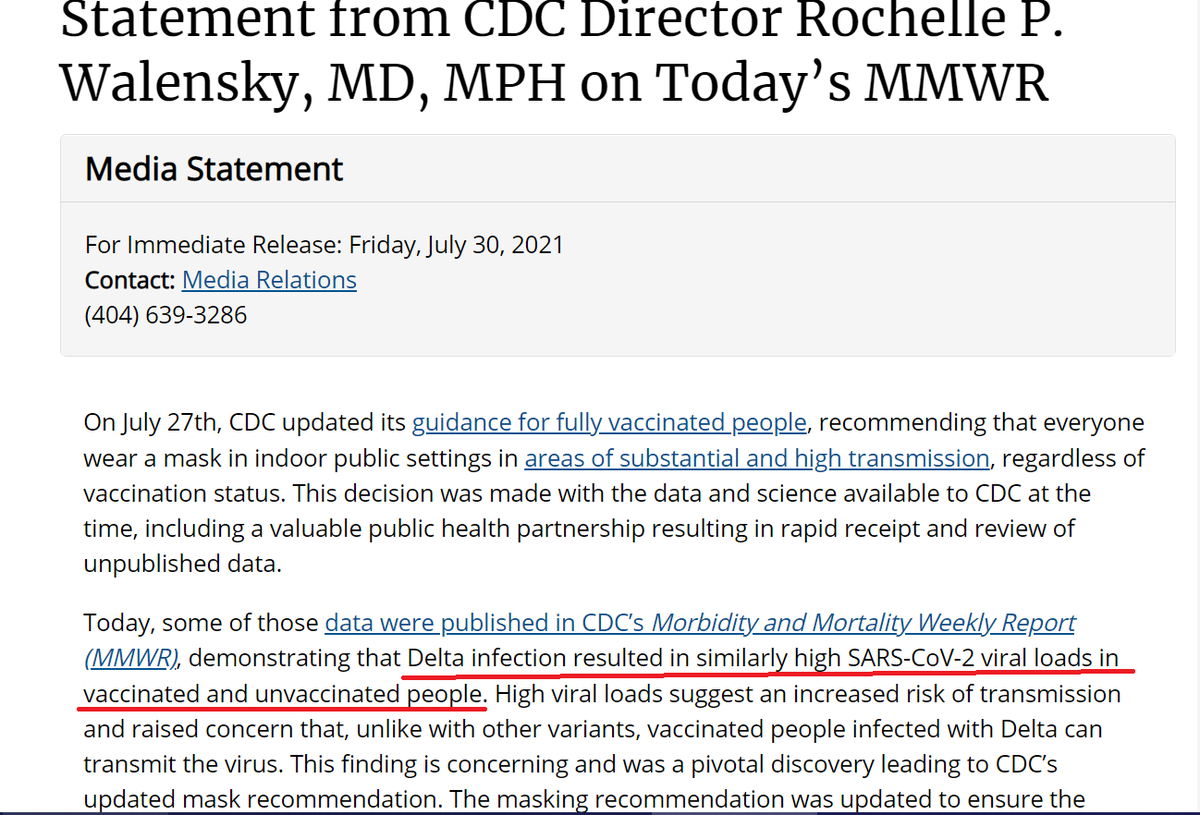 Statement from CDC Director Rochelle P.
Walensky, MD, MPH on Today’s MMWR
Media Statement
For Immediate Release: Friday, July 30, 2021
Contact: Media Relations
(404) 639-3286
On July 27th, CDC updated its guidance for fully vaccinated people, recommending that everyone
wear a mask in indoor public settings in areas of substantial and high transmission, regardless of
vaccination status. This decision was made with the data and science available to CDC at the
time, including a valuable public health partnership resulting in rapid receipt and review of
unpublished data.
Today, some of those data were published in CDC’s Morbidity and Mortality Weekly Report
(MMWR), demonstrating that Delta infection resulted in similarly high SARS-CoV-2 viral loads in
vaccinated and unvaccinated people. High viral loads suggest an increased risk of transmission
and raised concern that, unlike with other variants, vaccinated people infected with Delta can
transmit the virus. This finding is concerning and was a pivotal discovery leading to CDC’s
updated mask recommendation. The masking recommendation was updated to ensure the